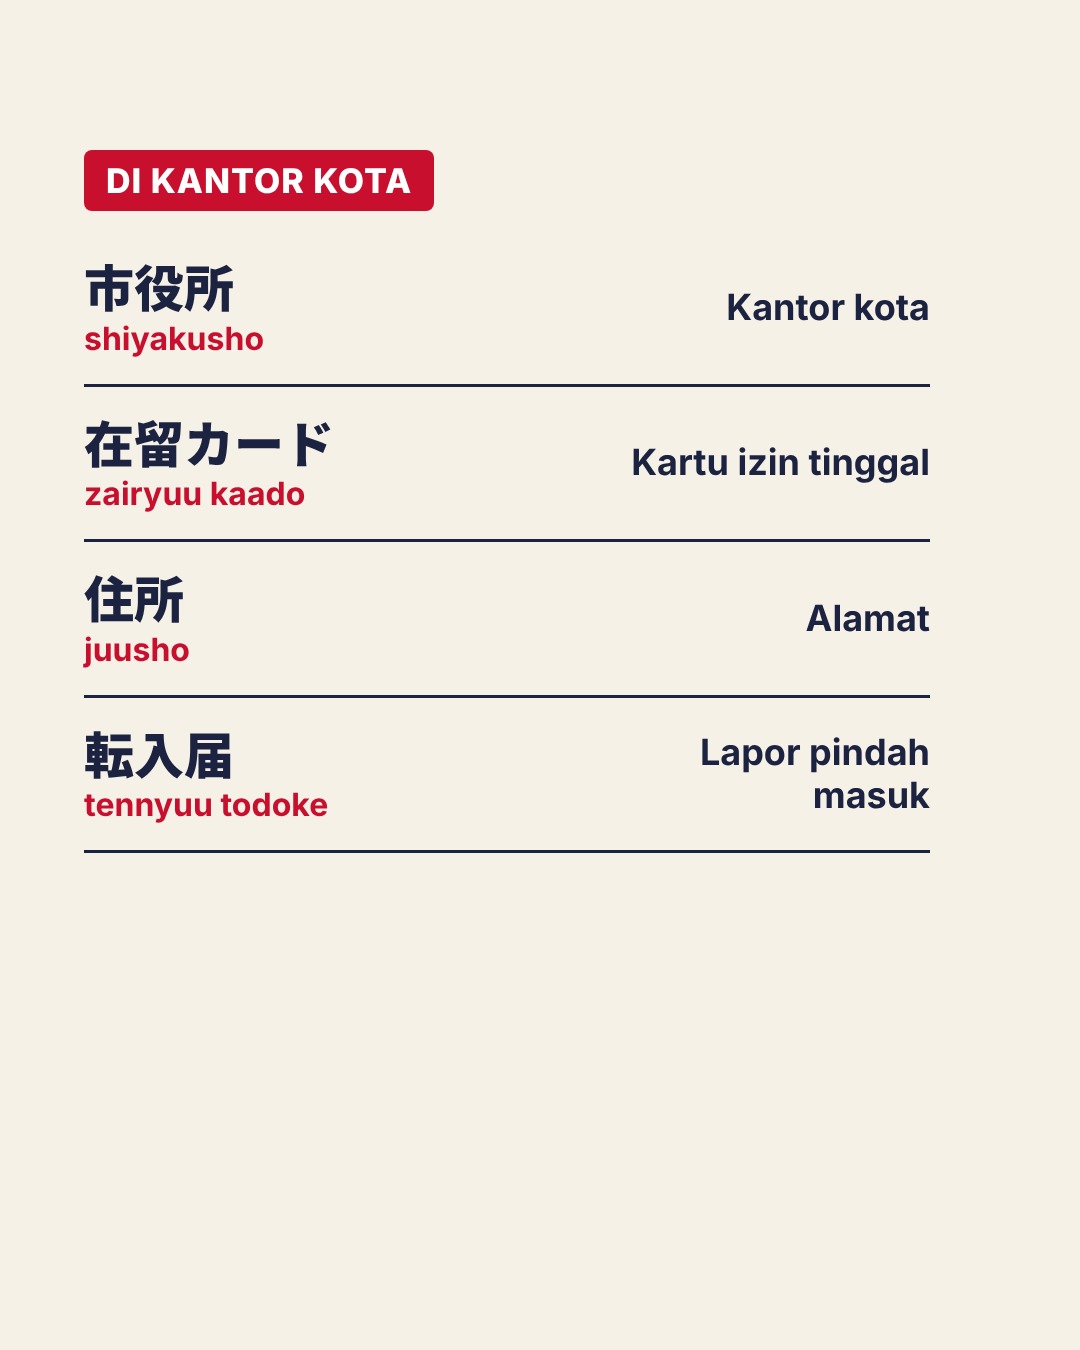 DI KANTOR KOTA
市役所
shiyakusho
Kantor kota
在留カード
zairyuu kaado
Kartu izin tinggal
住所
juusho
Alamat
転入届
tennyuu todoke
Lapor pindah
masuk